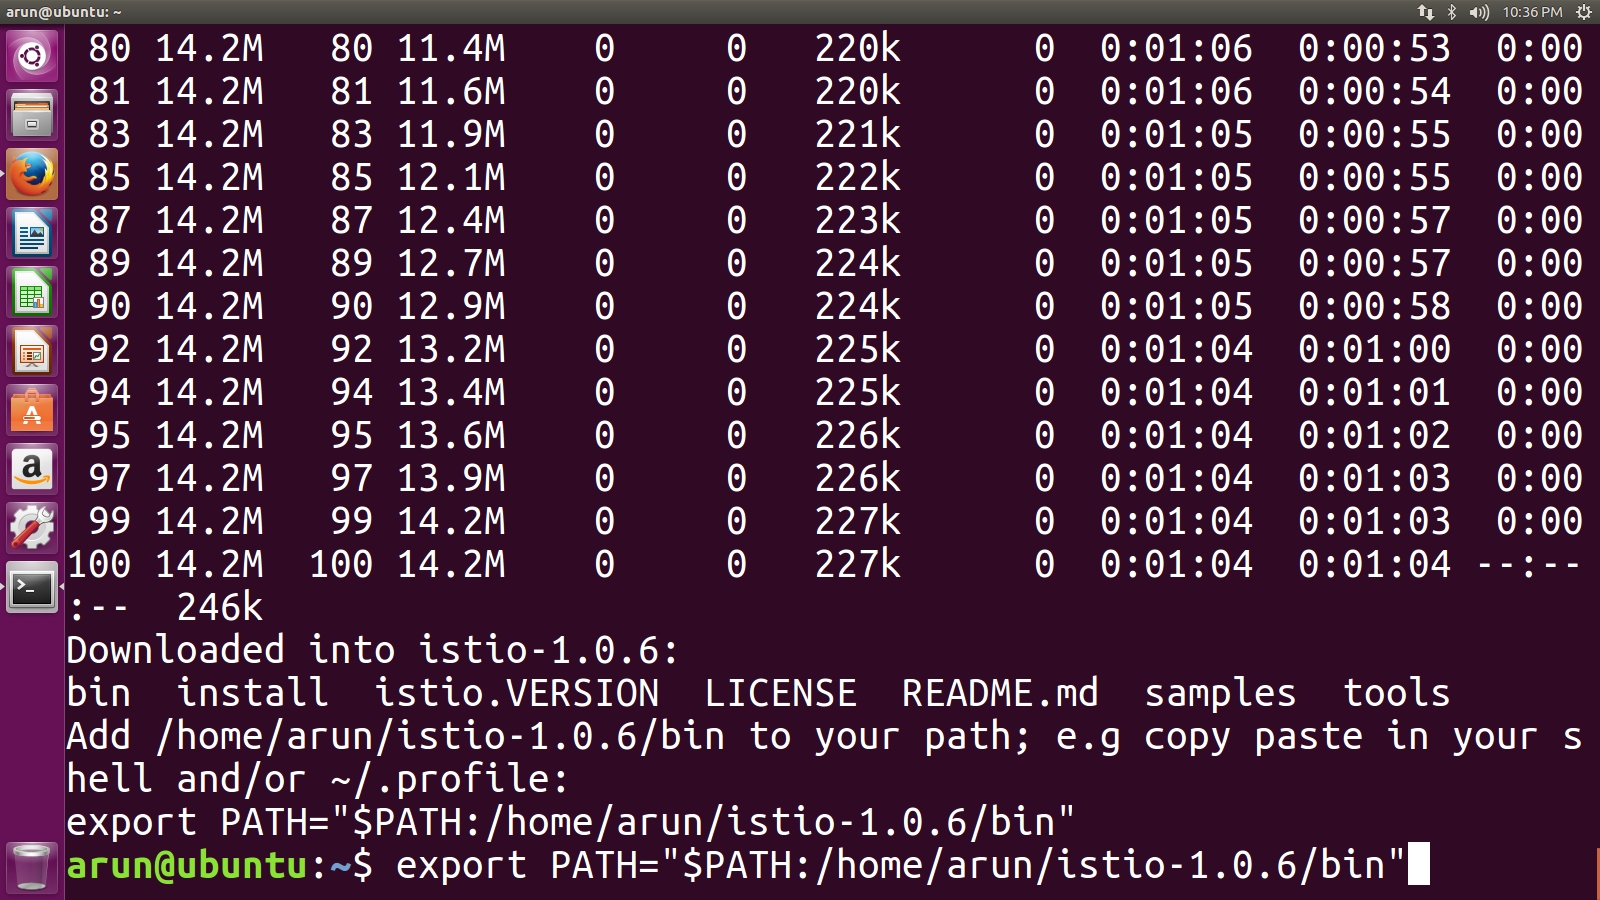 arun@ubuntu: ~ 10:36 PM
80 14.2M 80 11.4M 0 0 220k 0 0:01:06 0:00:53 0:00
81 14.2M 81 11.6M 0 0 220k 0 0:01:06 0:00:54 0:00
83 14.2M 83 11.9M 0 0 221k 0 0:01:05 0:00:55 0:00
85 14.2M 85 12.1M 0 0 222k 0 0:01:05 0:00:55 0:00
87 14.2M 87 12.4M 0 0 223k 0 0:01:05 0:00:57 0:00
89 14.2M 89 12.7M 0 0 224k 0 0:01:05 0:00:57 0:00
90 14.2M 90 12.9M 0 0 224k 0 0:01:05 0:00:58 0:00
92 14.2M 92 13.2M 0 0 225k 0 0:01:04 0:01:00 0:00
94 14.2M 94 13.4M 0 0 225k 0 0:01:04 0:01:01 0:00
95 14.2M 95 13.6M 0 0 226k 0 0:01:04 0:01:02 0:00
97 14.2M 97 13.9M 0 0 226k 0 0:01:04 0:01:03 0:00
99 14.2M 99 14.2M 0 0 227k 0 0:01:04 0:01:03 0:00
100 14.2M 100 14.2M 0 0 227k 0 0:01:04 0:01:04 --:--
:-- 246k
Downloaded into istio-1.0.6:
bin install istio.VERSION LICENSE README.md samples tools
Add /home/arun/istio-1.0.6/bin to your path; e.g copy paste in your s
hell and/or ~/.profile:
export PATH="$PATH:/home/arun/istio-1.0.6/bin"
arun@ubuntu:~$ export PATH="$PATH:/home/arun/istio-1.0.6/bin"